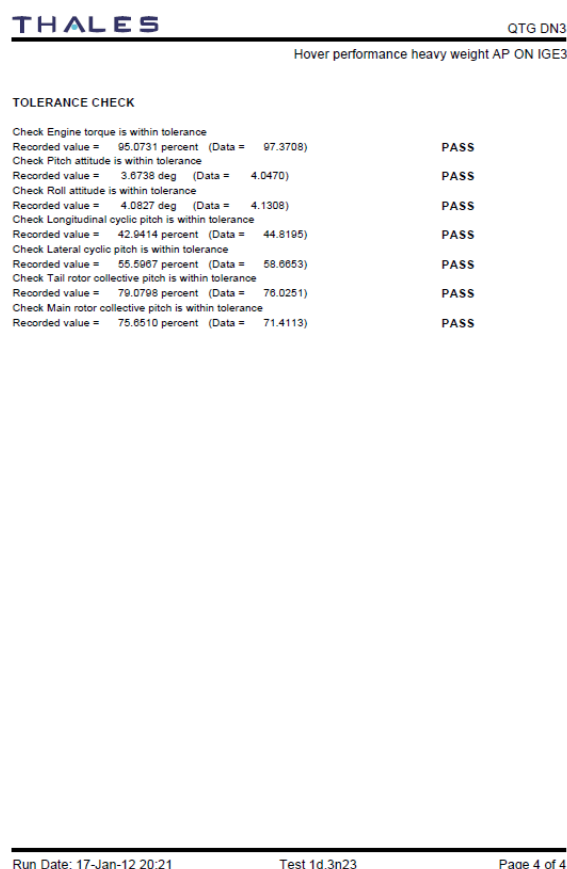 THALES
QTG DN3
Hover performance heavy weight AP ON IGE3
TOLERANCE CHECK
Check Engine torque is within tolerance
Recorded value = 95.0731 percent (Data = 97.3708) PASS
Check Pitch attitude is within tolerance
Recorded value = 3.6738 deg (Data = 4.0470) PASS
Check Roll attitude is within tolerance
Recorded value = 4.0827 deg (Data = 4.1308) PASS
Check Longitudinal cyclic pitch is within tolerance
Recorded value = 42.9414 percent (Data = 44.8195) PASS
Check Lateral cyclic pitch is within tolerance
Recorded value = 55.5967 percent (Data = 58.6653) PASS
Check Tail rotor collective pitch is within tolerance
Recorded value = 79.0798 percent (Data = 76.0251) PASS
Check Main rotor collective pitch is within tolerance
Recorded value = 75.6510 percent (Data = 71.4113) PASS
Run Date: 17-Jan-12 20:21 Test 1d.3n23 Page 4 of 4